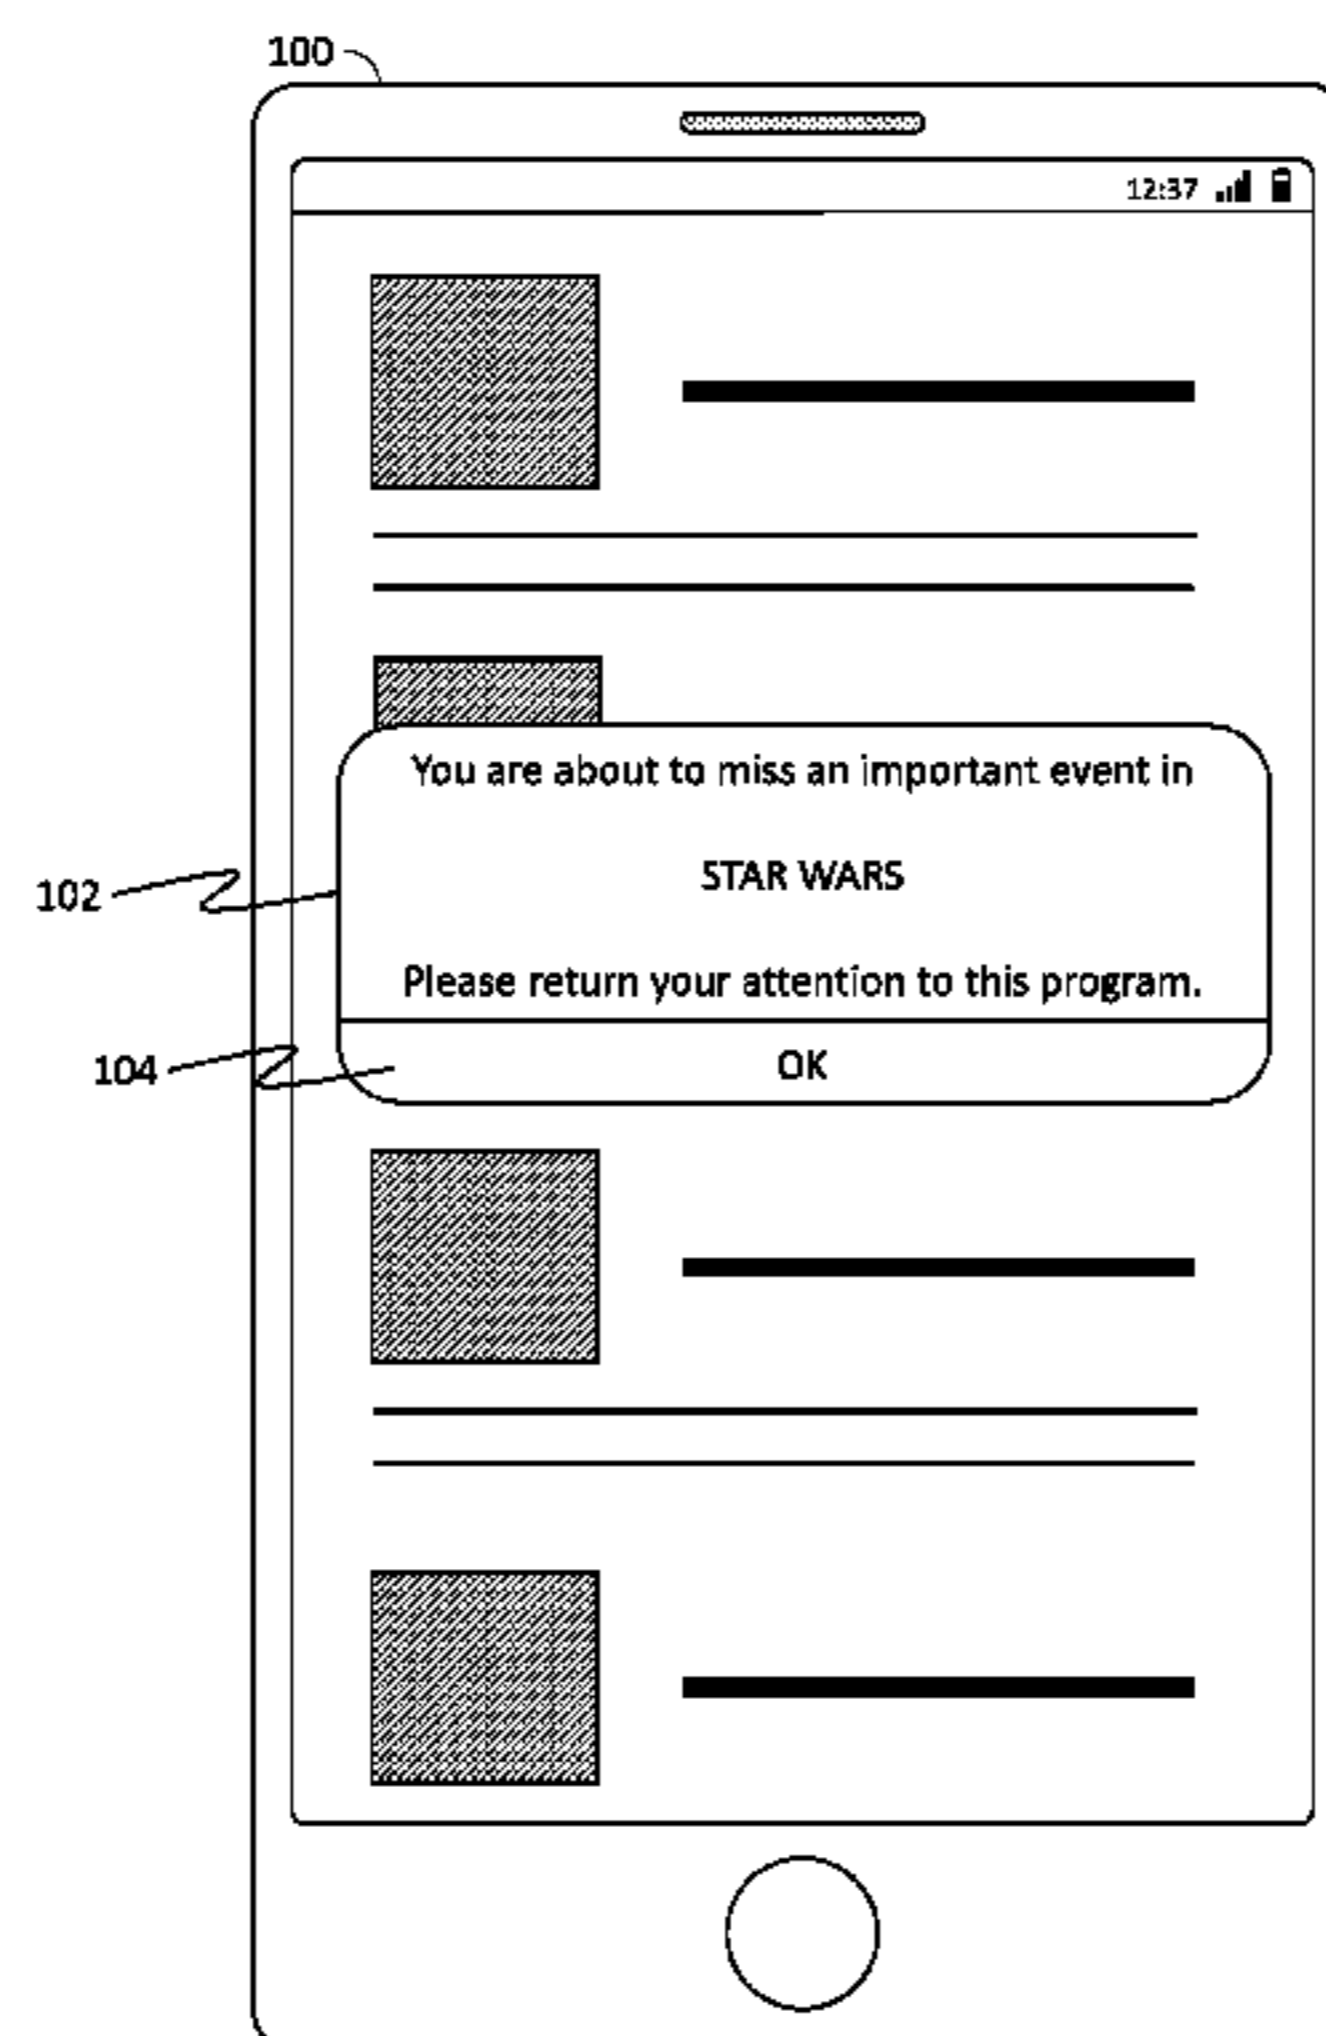 100
12:37
You are about to miss an important event in
STAR WARS
102
Please return your attention to this program.
104
OK